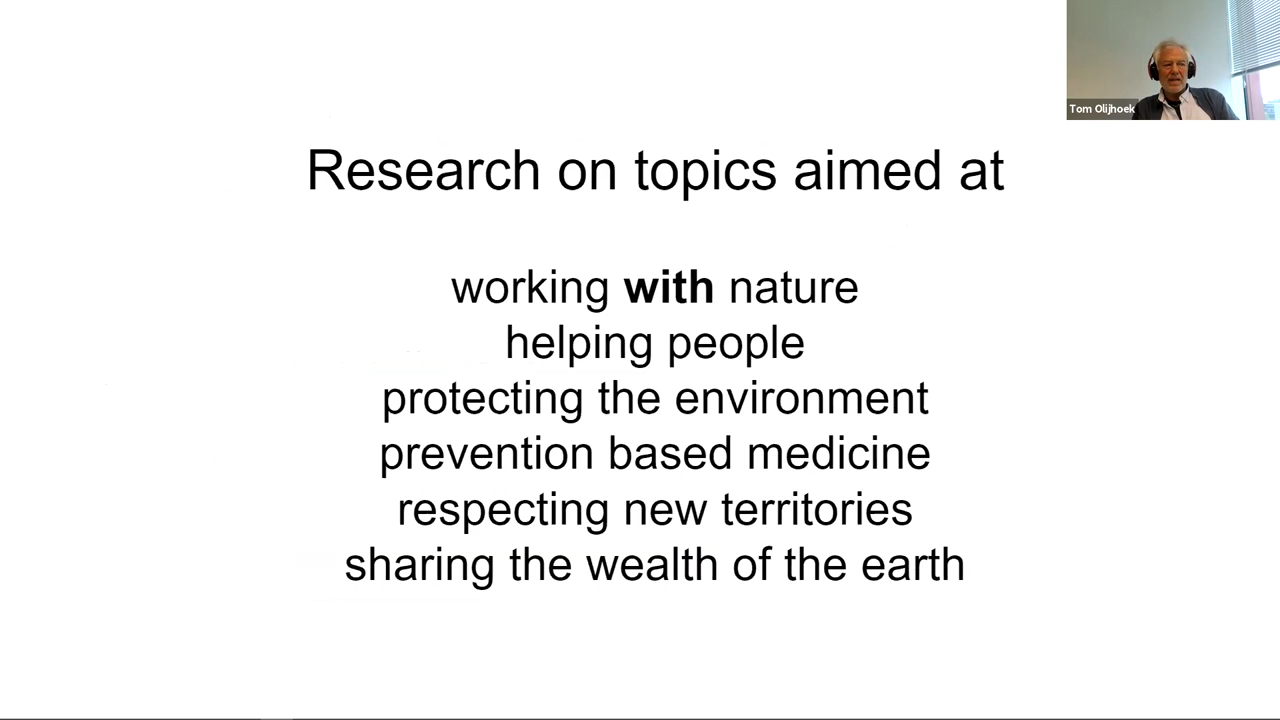 Tom Olijhoek
Research on topics aimed at
working with nature
helping people
protecting the environment
prevention based medicine
respecting new territories
sharing the wealth of the earth